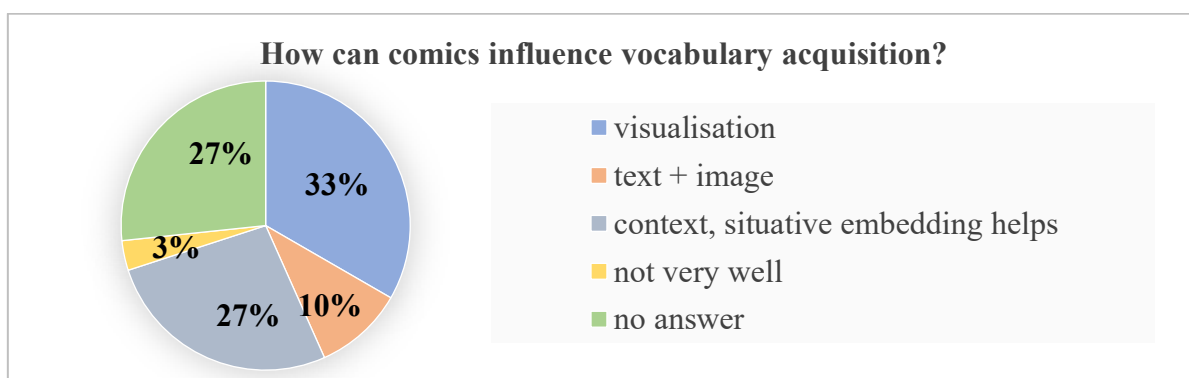 How can comics influence vocabulary acquisition?
27%
33%
3%
27%
10%
visualisation
text + image
context, situative embedding helps
not very well
no answer